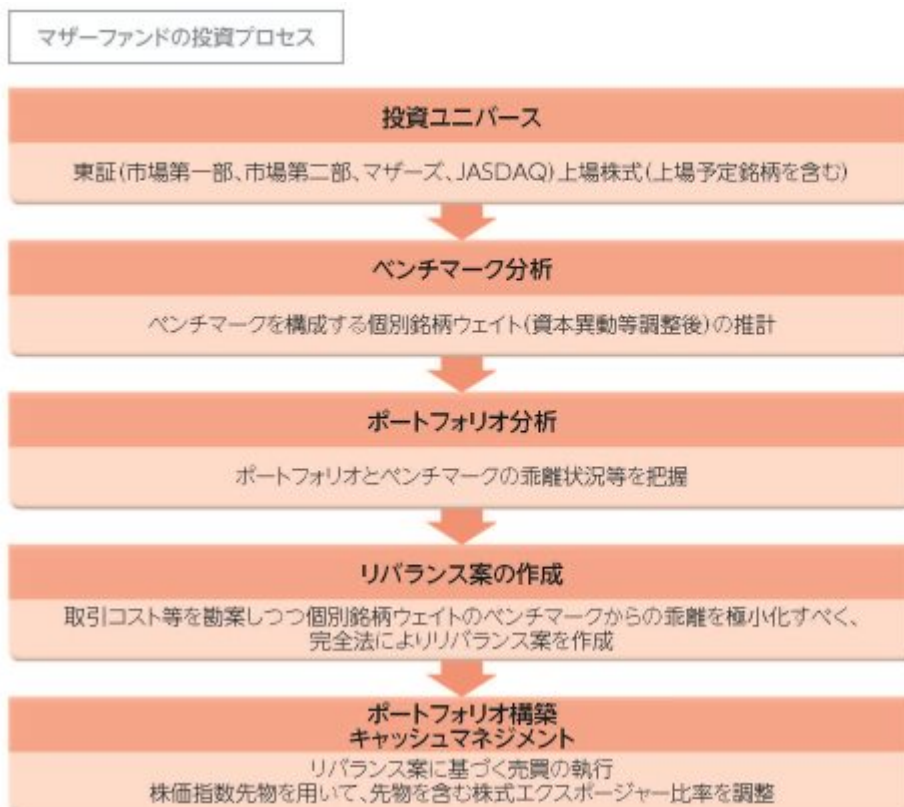 マザーファンドの投資プロセス
投資ユニバース
東証(市場第一部、市場第二部、マザーズ、JASDAQ)上場株式(上場予定銘柄を含む)
ベンチマーク分析
ベンチマークを構成する個別銘柄ウェイト(資本異動等調整後)の推計
ポートフォリオ分析
ポートフォリオとベンチマークの乖離状況等を把握
リバランス案の作成
取引コスト等を勘案しつつ個別銘柄ウェイトのベンチマークからの乖離を極小化すべく、
完全法によりリバランス案を作成
ポートフォリオ構築
キャッシュマネジメント
リバランス案に基づく売買の執行
株価指数先物を用いて、先物を含む株式エクスポージャー比率を調整